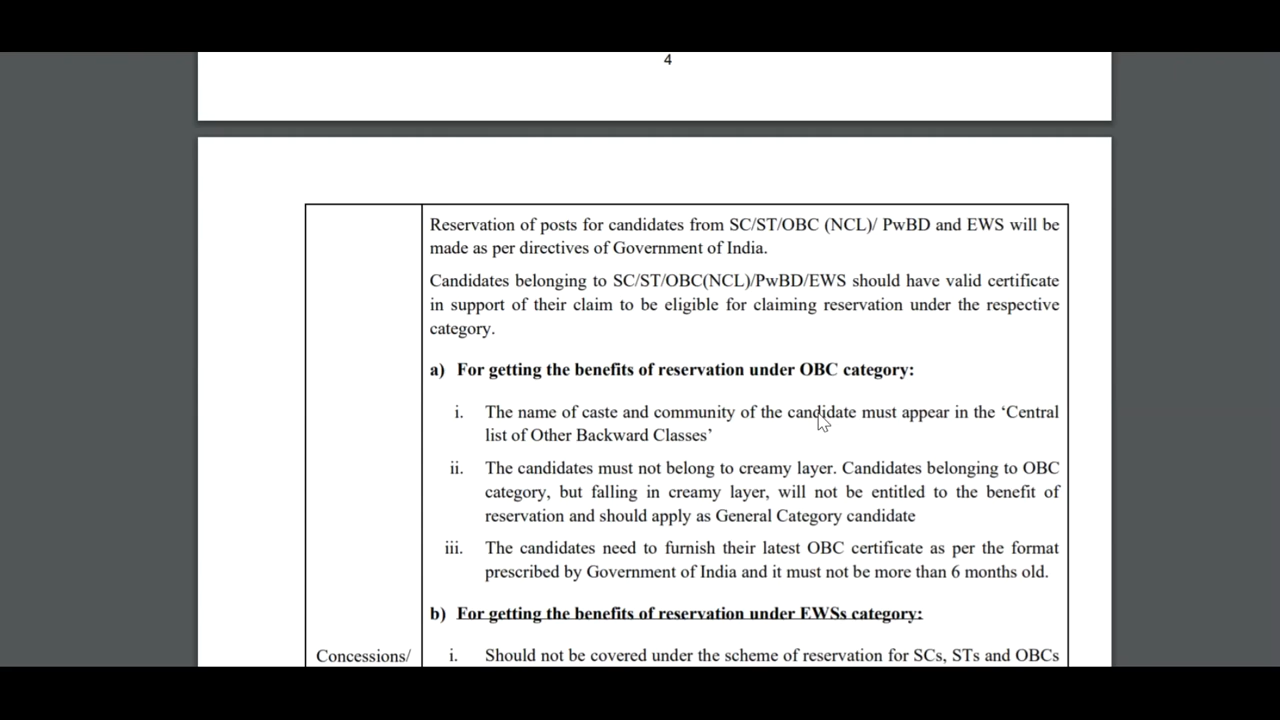 4
Reservation of posts for candidates from SC/ST/OBC (NCL)/ PwBD and EWS will be
made as per directives of Government of India.
Candidates belonging to SC/ST/OBC(NCL)/PwBD/EWS should have valid certificate
in support of their claim to be eligible for claiming reservation under the respective
category.
a) For getting the benefits of reservation under OBC category:
i. The name of caste and community of the candidate must appear in the ‘Central
list of Other Backward Classes’
ii. The candidates must not belong to creamy layer. Candidates belonging to OBC
category, but falling in creamy layer, will not be entitled to the benefit of
reservation and should apply as General Category candidate
iii. The candidates need to furnish their latest OBC certificate as per the format
prescribed by Government of India and it must not be more than 6 months old.
b) For getting the benefits of reservation under EWSs category:
Concessions/
i. Should not be covered under the scheme of reservation for SCs, STs and OBCs